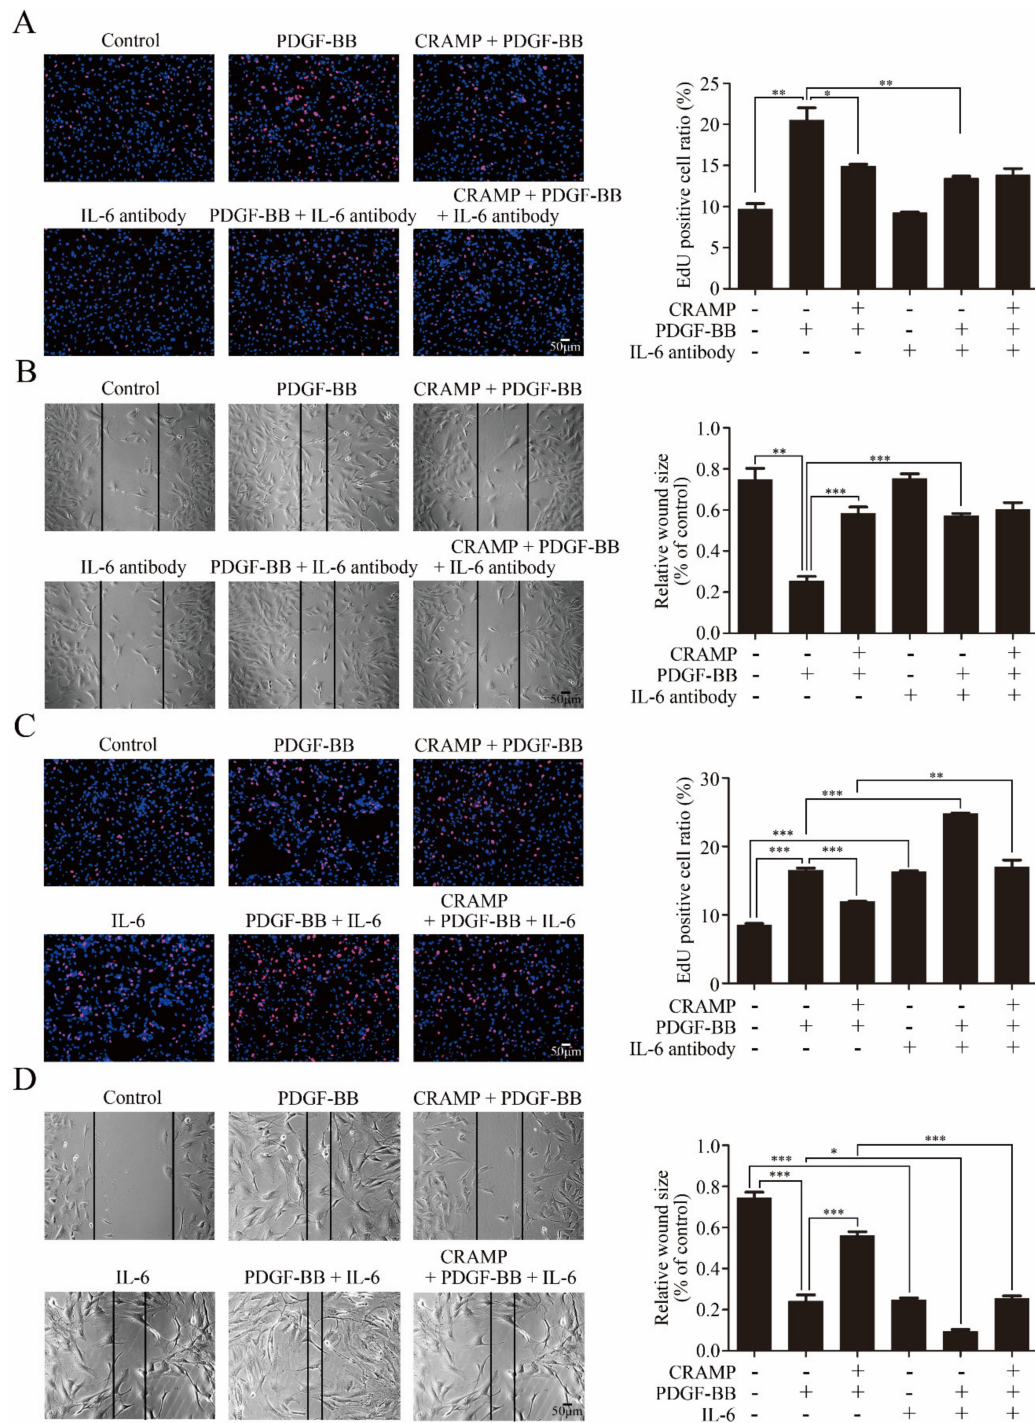 A
Control
PDGF-BB
CRAMP + PDGF-BB
IL-6 antibody
PDGF-BB + IL-6 antibody
CRAMP + PDGF-BB
+ IL-6 antibody
50μm
EdU positive cell ratio (%)
25
20
15
10
5
0
** * **
CRAMP - - + - - +
PDGF-BB - + + - + +
IL-6 antibody - - - + + +
B
Control
PDGF-BB
CRAMP + PDGF-BB
IL-6 antibody
PDGF-BB + IL-6 antibody
CRAMP + PDGF-BB
+ IL-6 antibody
50μm
Relative wound size
(% of control)
1.0
0.8
0.6
0.4
0.2
0.0
** *** ***
CRAMP - - + - - +
PDGF-BB - + + - + +
IL-6 antibody - - - + + +
C
Control
PDGF-BB
CRAMP + PDGF-BB
IL-6
PDGF-BB + IL-6
CRAMP
+ PDGF-BB + IL-6
50μm
EdU positive cell ratio (%)
30
20
10
0
**
***
***
*** ***
CRAMP - - + - - +
PDGF-BB - + + - + +
IL-6 antibody - - - + + +
D
Control
PDGF-BB
CRAMP + PDGF-BB
IL-6
PDGF-BB + IL-6
CRAMP
+ PDGF-BB + IL-6
50μm
Relative wound size
(% of control)
1.0
0.8
0.6
0.4
0.2
0.0
***
*** *
***
***
CRAMP - - + - - +
PDGF-BB - + + - + +
IL-6 - - - + + +